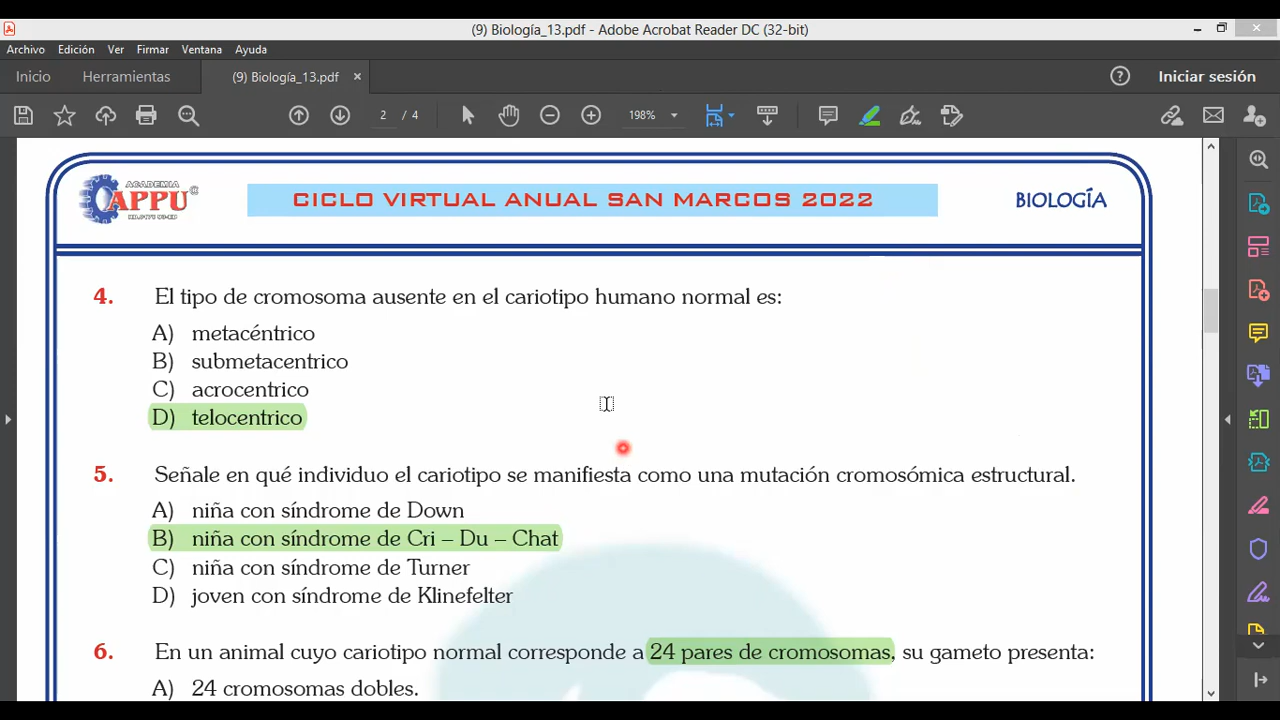 (9) Biología_13.pdf - Adobe Acrobat Reader DC (32-bit)
Archivo Edición Ver Firmar Ventana Ayuda
Inicio Herramientas (9) Biología_13.pdf × Iniciar sesión
2 / 4 198%
ACADEMIA
APPU
CICLO VIRTUAL ANUAL SAN MARCOS 2022
BIOLOGÍA
4. El tipo de cromosoma ausente en el cariotipo humano normal es:
A) metacéntrico
B) submetacentrico
C) acrocentrico
D) telocentrico
5. Señale en qué individuo el cariotipo se manifiesta como una mutación cromosómica estructural.
A) niña con síndrome de Down
B) niña con síndrome de Cri – Du – Chat
C) niña con síndrome de Turner
D) joven con síndrome de Klinefelter
6. En un animal cuyo cariotipo normal corresponde a 24 pares de cromosomas, su gameto presenta:
A) 24 cromosomas dobles.